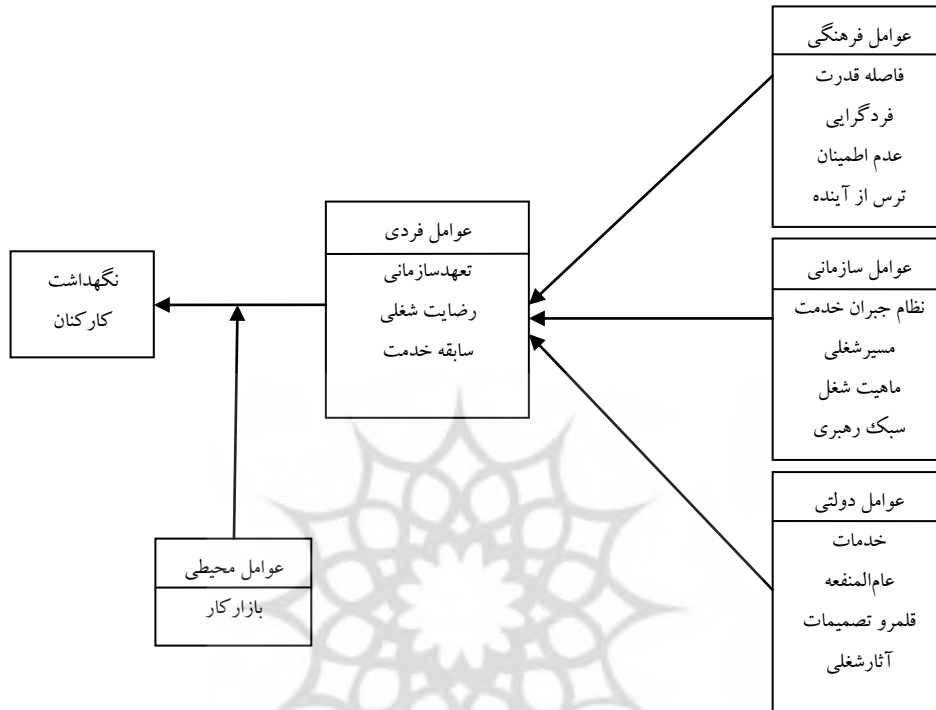 عوامل فرهنگی
فاصله قدرت
فردگرایی
عدم اطمینان
ترس از آینده
عوامل سازمانی
نظام جبران خدمت
مسیرشغلی
ماهیت شغل
سبک رهبری
عوامل دولتی
خدمات
عام‌المنفعه
قلمرو تصمیمات
آثارشغلی
عوامل فردی
تعهدسازمانی
رضایت شغلی
سابقه خدمت
عوامل محیطی
بازارکار
نگهداشت
کارکنان